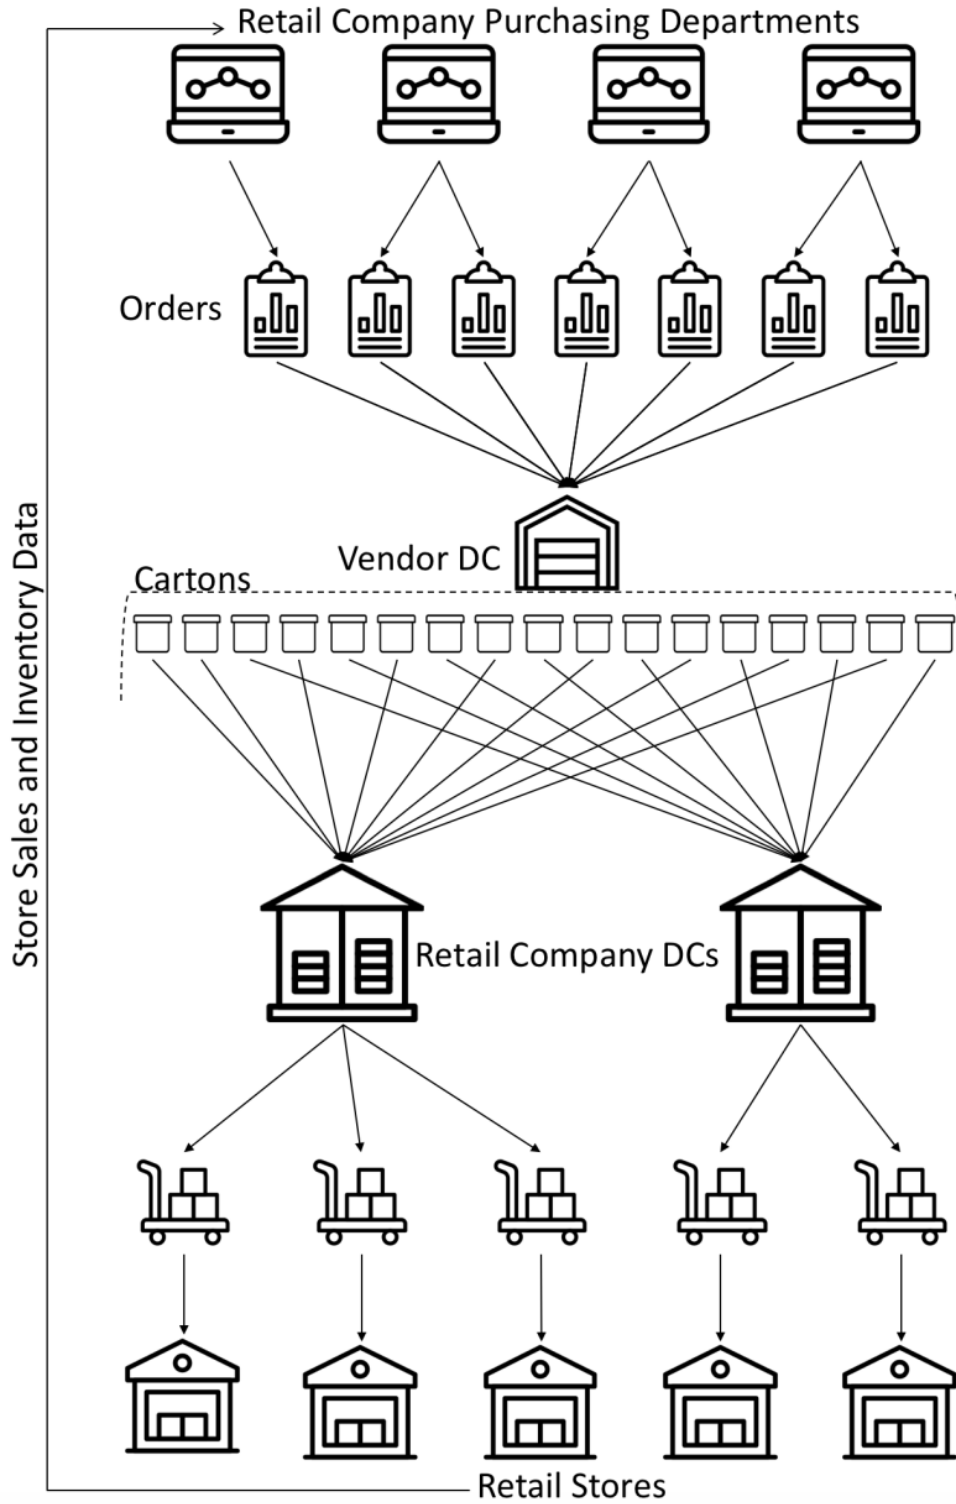 Retail Company Purchasing Departments
Orders
Vendor DC
Cartons
Store Sales and Inventory Data
Retail Company DCs
Retail Stores